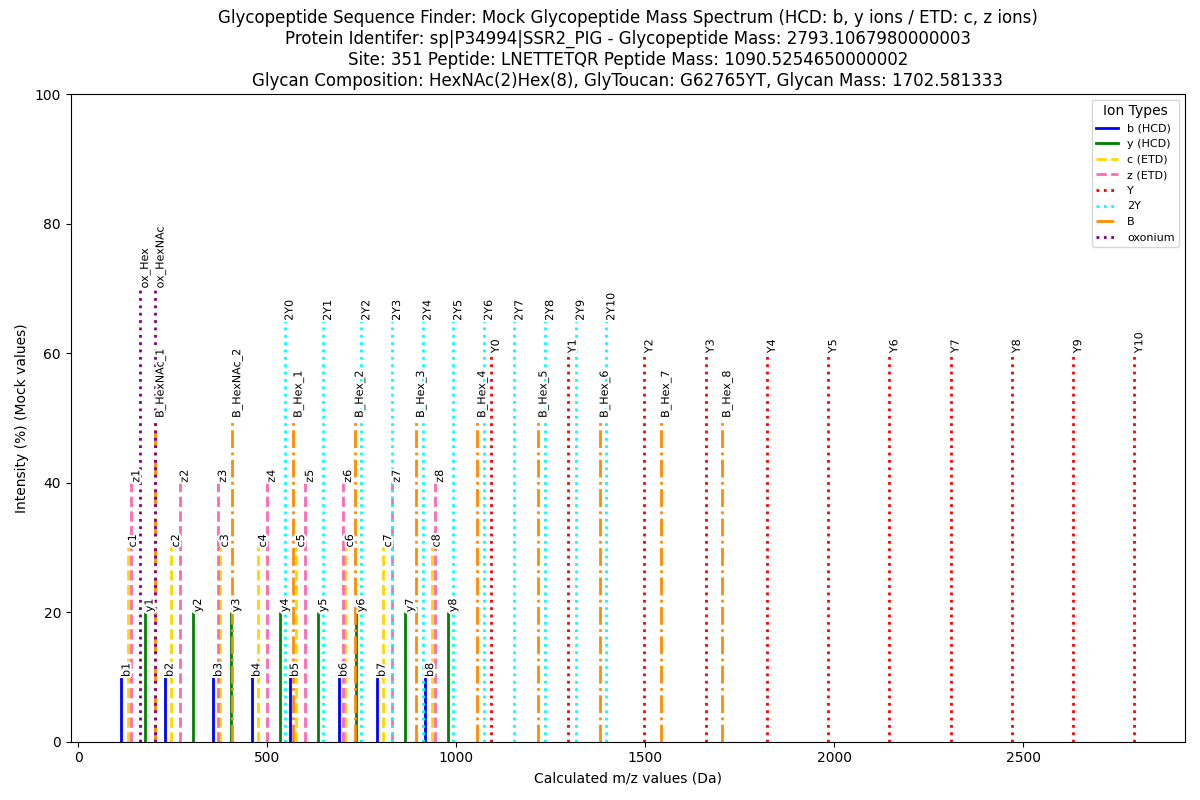 Glycopeptide Sequence Finder: Mock Glycopeptide Mass Spectrum (HCD: b, y ions / ETD: c, z ions)
Protein Identifer: sp|P34994|SSR2_PIG - Glycopeptide Mass: 2793.1067980000003
Site: 351 Peptide: LNETTETQR Peptide Mass: 1090.5254650000002
Glycan Composition: HexNAc(2)Hex(8), GlyToucan: G62765YT, Glycan Mass: 1702.581333
100
80
60
40
20
0
Intensity (%) (Mock values)
Ion Types
b (HCD)
y (HCD)
c (ETD)
z (ETD)
Y
2Y
B
oxonium
ox_Hex
ox_HexNAc
2Y0
2Y1
2Y2
2Y3
2Y4
2Y5
2Y6
2Y7
2Y8
2Y9
2Y10
Y0
Y1
Y2
Y3
Y4
Y5
Y6
Y7
Y8
Y9
Y10
B_HexNAc_1
B_HexNAc_2
B_Hex_1
B_Hex_2
B_Hex_3
B_Hex_4
B_Hex_5
B_Hex_6
B_Hex_7
B_Hex_8
z1
z2
z3
z4
z5
z6
z7
z8
c1
c2
c3
c4
c5
c6
c7
c8
y1
y2
y3
y4
y5
y6
y7
y8
b1
b2
b3
b4
b5
b6
b7
b8
0
500
1000
1500
2000
2500
Calculated m/z values (Da)